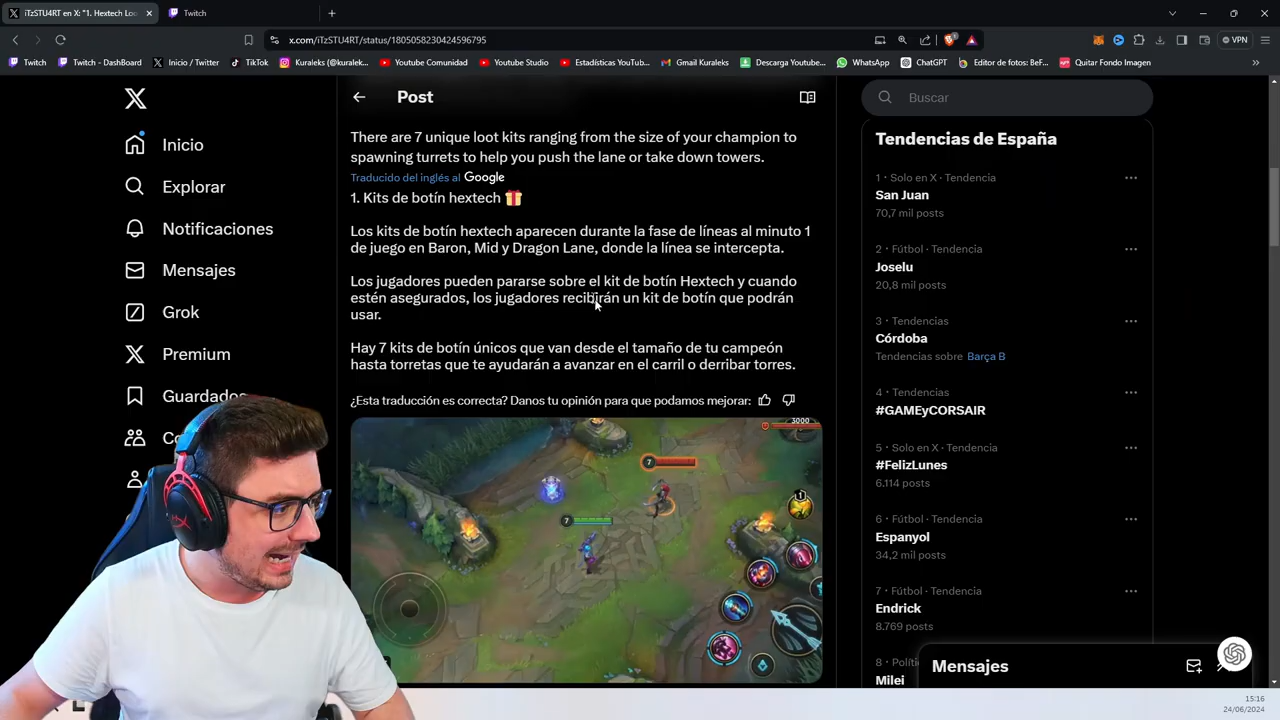 iTzSTU4RT en X: "1. Hextech Loo
Twitch
x.com/iTzSTU4RT/status/1805058230424596795
VPN
Twitch
Twitch - DashBoard
Inicio / Twitter
TikTok
Kuraleks (@kuralek...
Youtube Comunidad
Youtube Studio
Estadísticas YouTub...
Gmail Kuraleks
Descarga Youtube...
WhatsApp
ChatGPT
Editor de fotos: BeF...
Quitar Fondo Imagen
Inicio
Explorar
Notificaciones
Mensajes
Grok
Premium
Guardados
Post
There are 7 unique loot kits ranging from the size of your champion to
spawning turrets to help you push the lane or take down towers.
Traducido del inglés al Google
1. Kits de botín hextech
Los kits de botín hextech aparecen durante la fase de líneas al minuto 1
de juego en Baron, Mid y Dragon Lane, donde la línea se intercepta.
Los jugadores pueden pararse sobre el kit de botín Hextech y cuando
estén asegurados, los jugadores recibirán un kit de botín que podrán
usar.
Hay 7 kits de botín únicos que van desde el tamaño de tu campeón
hasta torretas que te ayudarán a avanzar en el carril o derribar torres.
¿Esta traducción es correcta? Danos tu opinión para que podamos mejorar:
3000
7
7
1
Buscar
Tendencias de España
1 · Solo en X · Tendencia
San Juan
70,7 mil posts
2 · Fútbol · Tendencia
Joselu
20,8 mil posts
3 · Tendencias
Córdoba
Tendencias sobre Barça B
4 · Tendencias
#GAMEyCORSAIR
5 · Solo en X · Tendencia
#FelizLunes
6.114 posts
6 · Fútbol · Tendencia
Espanyol
34,2 mil posts
7 · Fútbol · Tendencia
Endrick
8.769 posts
8 · Políti
Milei
Mensajes
15:16
24/06/2024